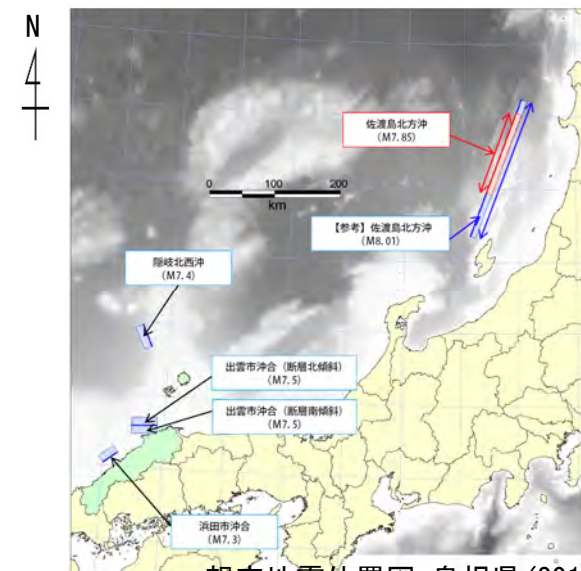 N
佐渡島北方沖
(M7.85)
0 100 200
km
【参考】佐渡島北方沖
(M8.01)
隠岐北西沖
(M7.4)
出雲市沖合（断層北傾斜）
(M7.5)
出雲市沖合（断層南傾斜）
(M7.5)
浜田市沖合
(M7.3)